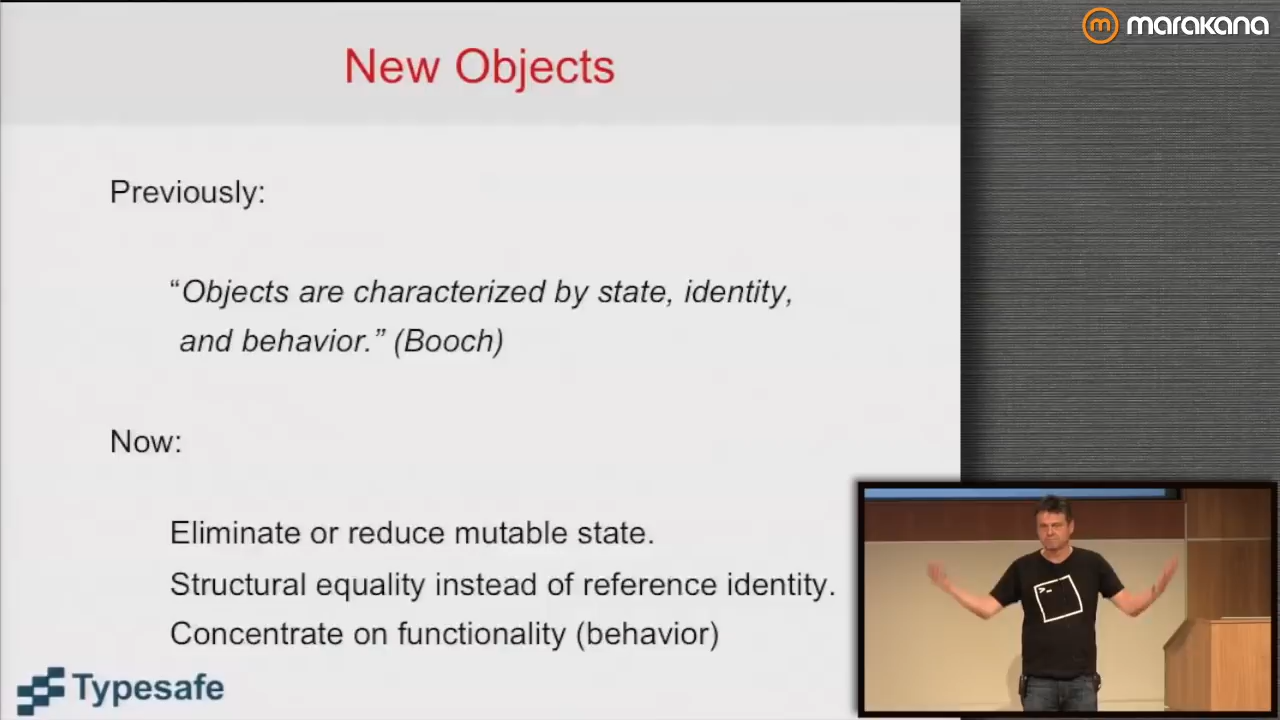 marakana
New Objects
Previously:
“Objects are characterized by state, identity,
and behavior.” (Booch)
Now:
Eliminate or reduce mutable state.
Structural equality instead of reference identity.
Concentrate on functionality (behavior)
Typesafe
>-